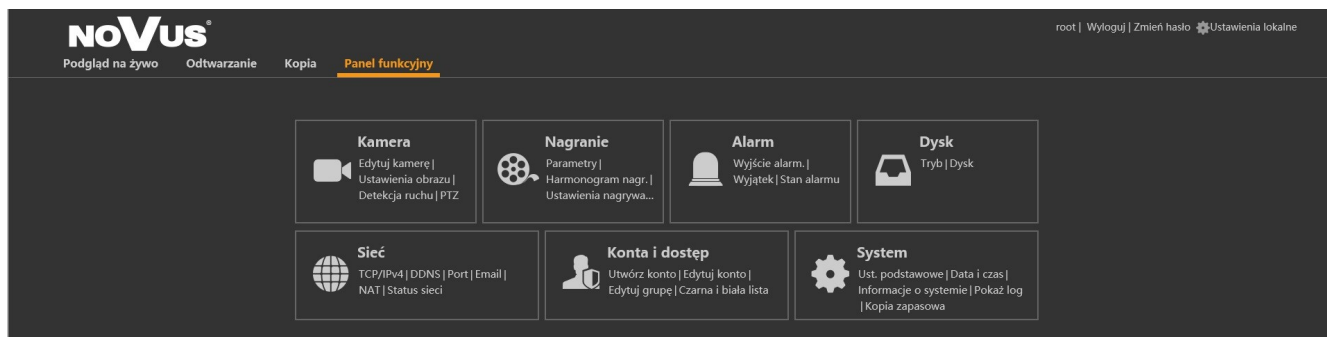 NOVUS®
root | Wyloguj | Zmień hasło Ustawienia lokalne
Podgląd na żywo Odtwarzanie Kopia Panel funkcyjny
Kamera
Edytuj kamerę |
Ustawienia obrazu |
Detekcja ruchu | PTZ
Nagranie
Parametry |
Harmonogram nagr. |
Ustawienia nagrywa...
Alarm
Wyjście alarm. |
Wyjątek | Stan alarmu
Dysk
Tryb | Dysk
Sieć
TCP/IPv4 | DDNS | Port | Email |
NAT | Status sieci
Konta i dostęp
Utwórz konto | Edytuj konto |
Edytuj grupę | Czarna i biała lista
System
Ust. podstawowe | Data i czas |
Informacje o systemie | Pokaż log
| Kopia zapasowa